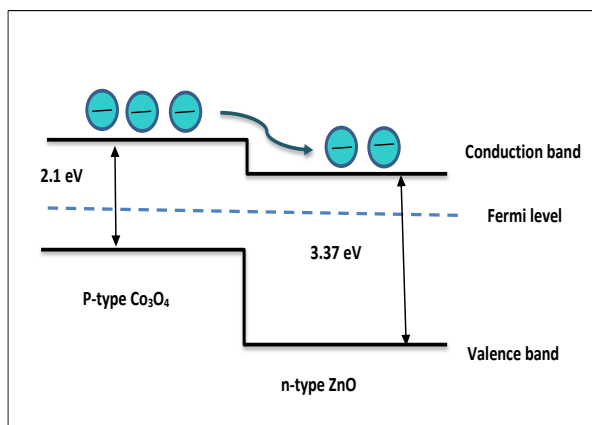 Conduction band
2.1 eV
Fermi level
3.37 eV
P-type Co₃O₄
Valence band
n-type ZnO